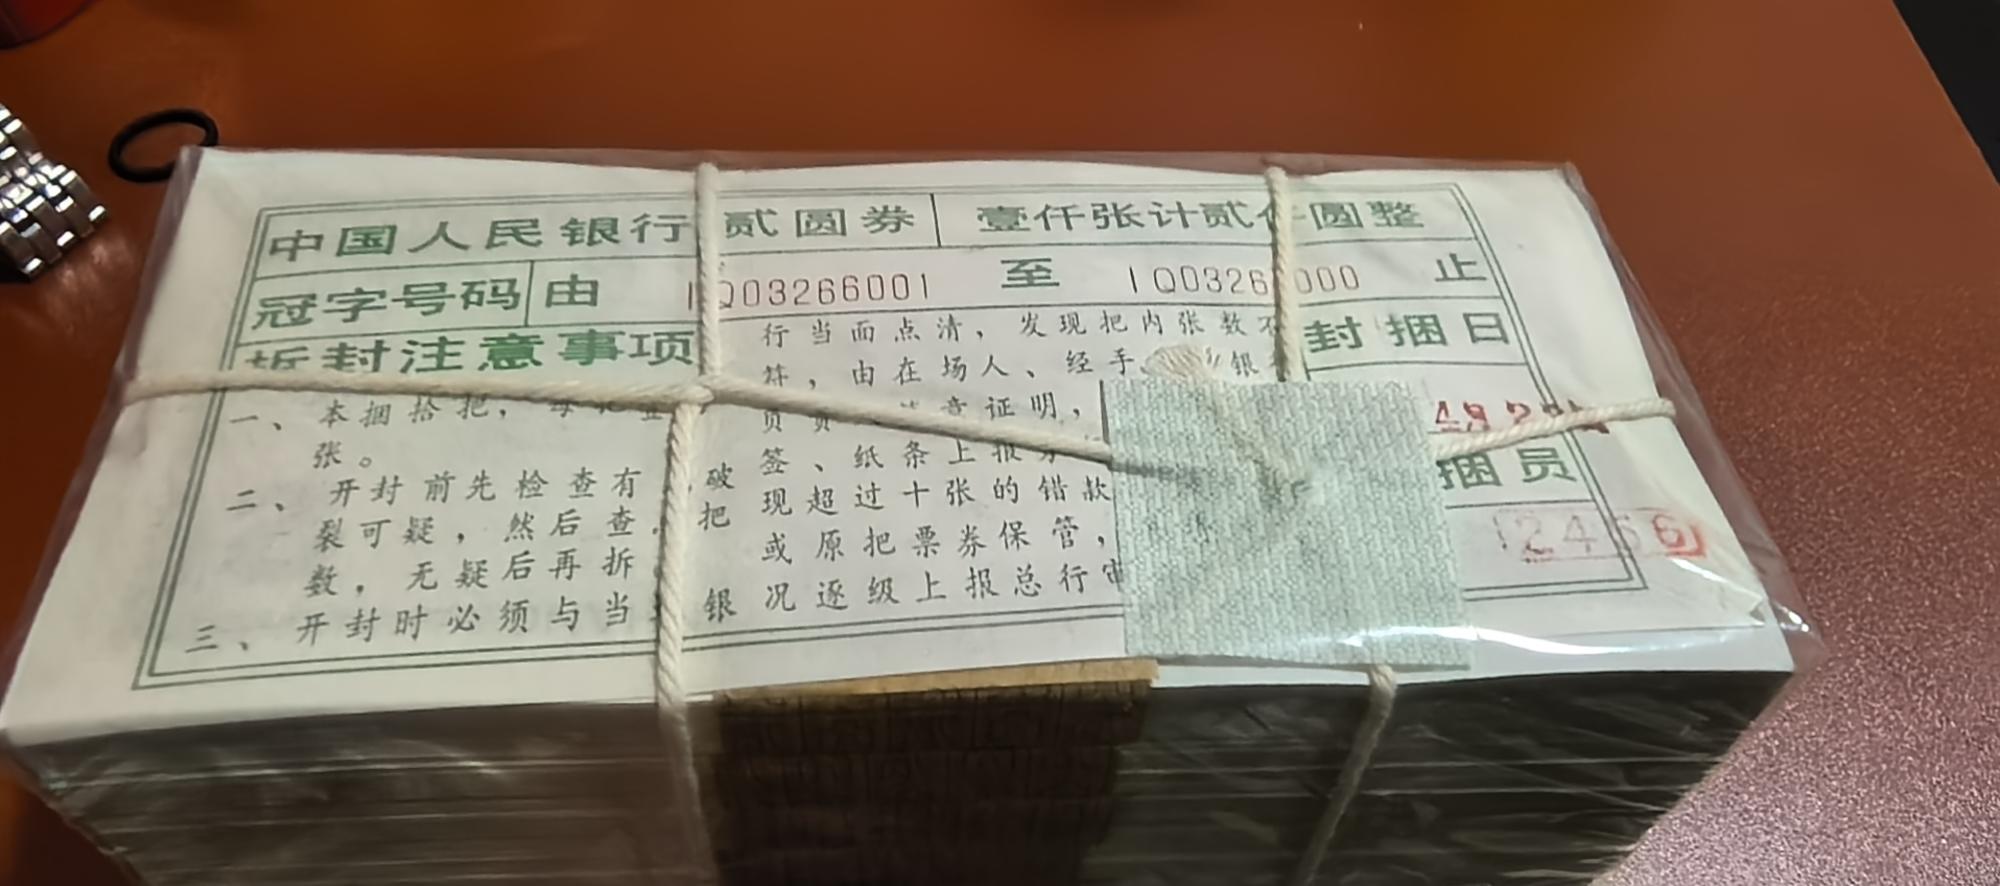 中国人民银行 贰圆券 壹仟张计贰仟圆整
冠字号码 由 IQ03266001 至 IQ0326 000 止
拆封注意事项
一、本捆拾把，
张。
二、开封前先检查有 破
裂可疑，然后查 把
数，无疑后再拆
三、开封时必须与当 银
行当面点清，发现把内张数不
符，由在场人、经手 银
证明，
签、纸条上报
现超过十张的错款
或原把票券保管，
况逐级上报总行审
封捆日
捆员